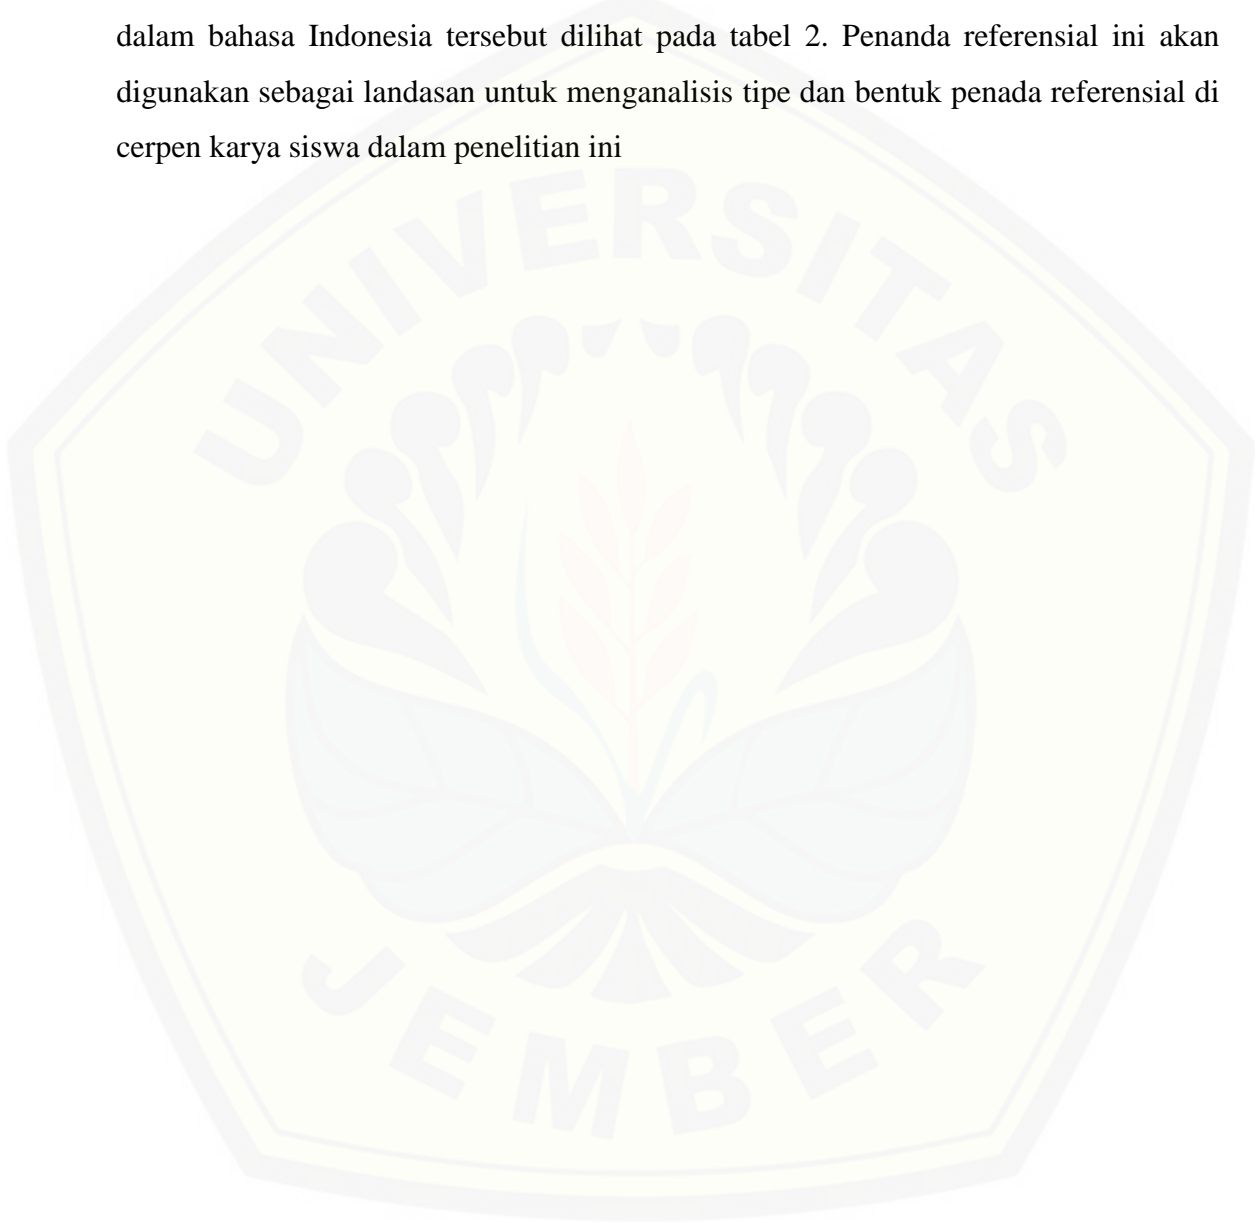 dalam bahasa Indonesia tersebut dilihat pada tabel 2. Penanda referensial ini akan
digunakan sebagai landasan untuk menganalisis tipe dan bentuk penada referensial di
cerpen karya siswa dalam penelitian ini
UNIVERSITAS
JEMBER